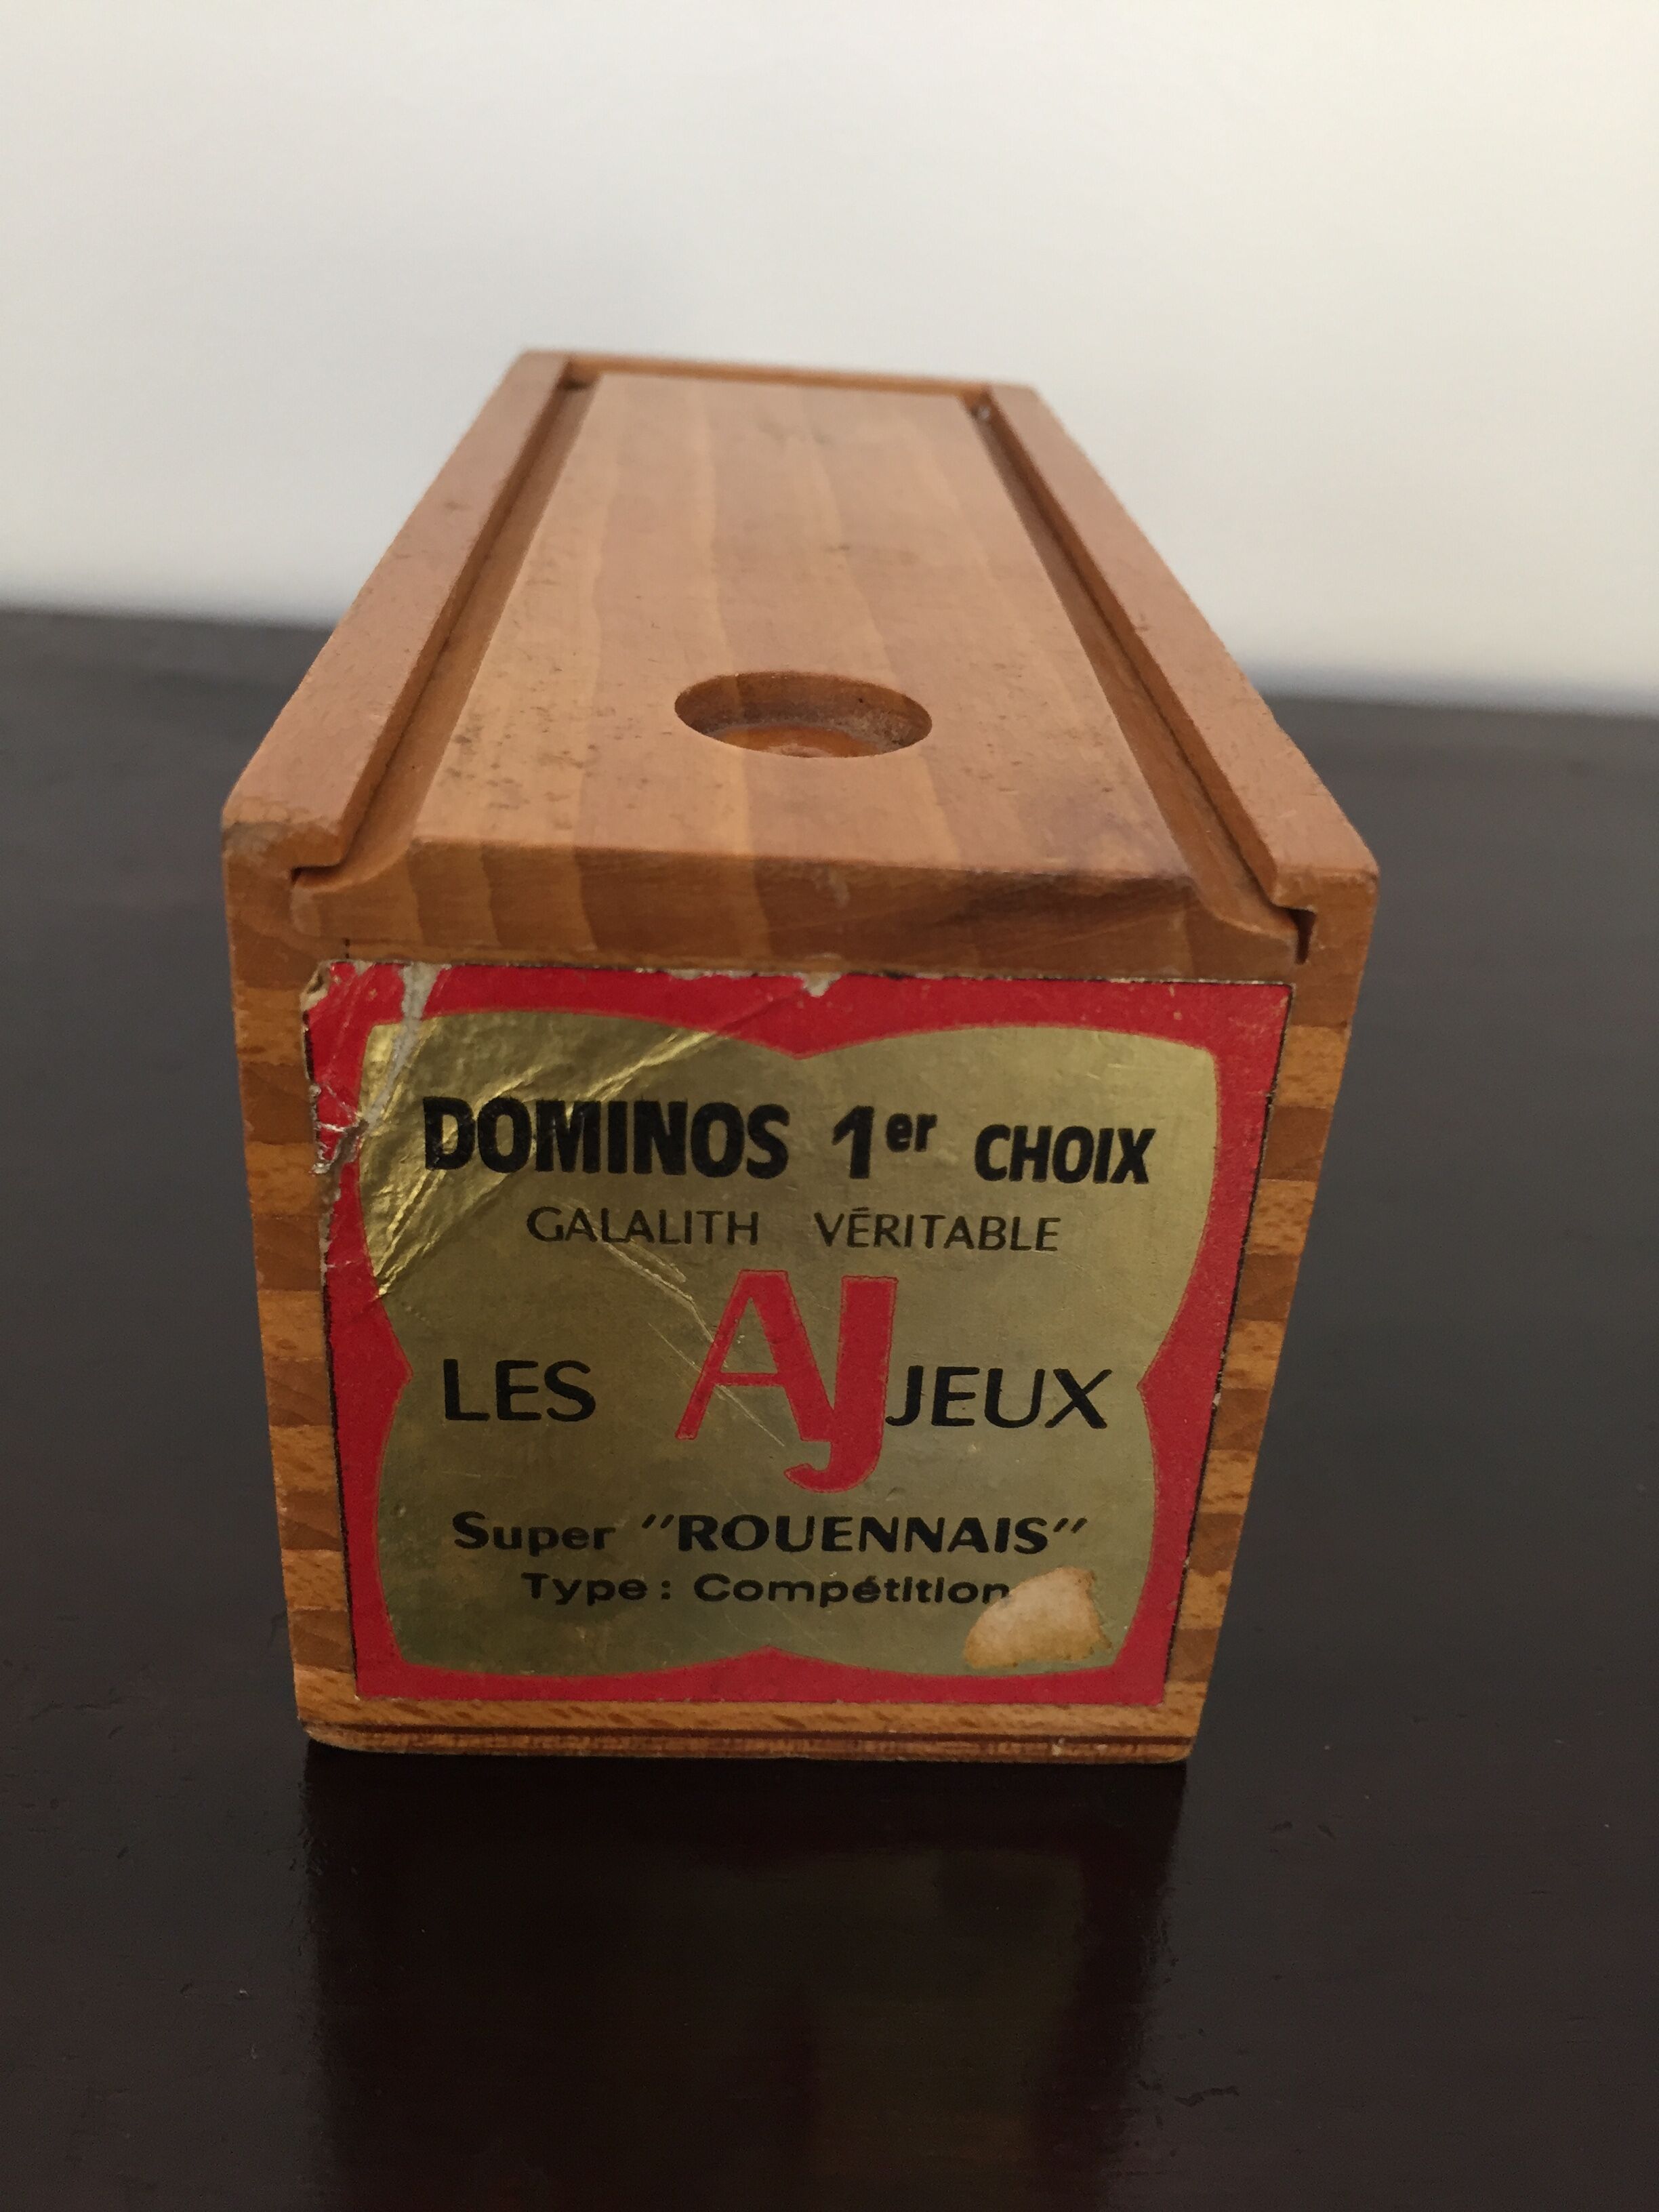 DOMINOS 1er CHOIX
GALALITH VÉRITABLE
LES AJ JEUX
Super "ROUENNAIS"
Type : Compétition